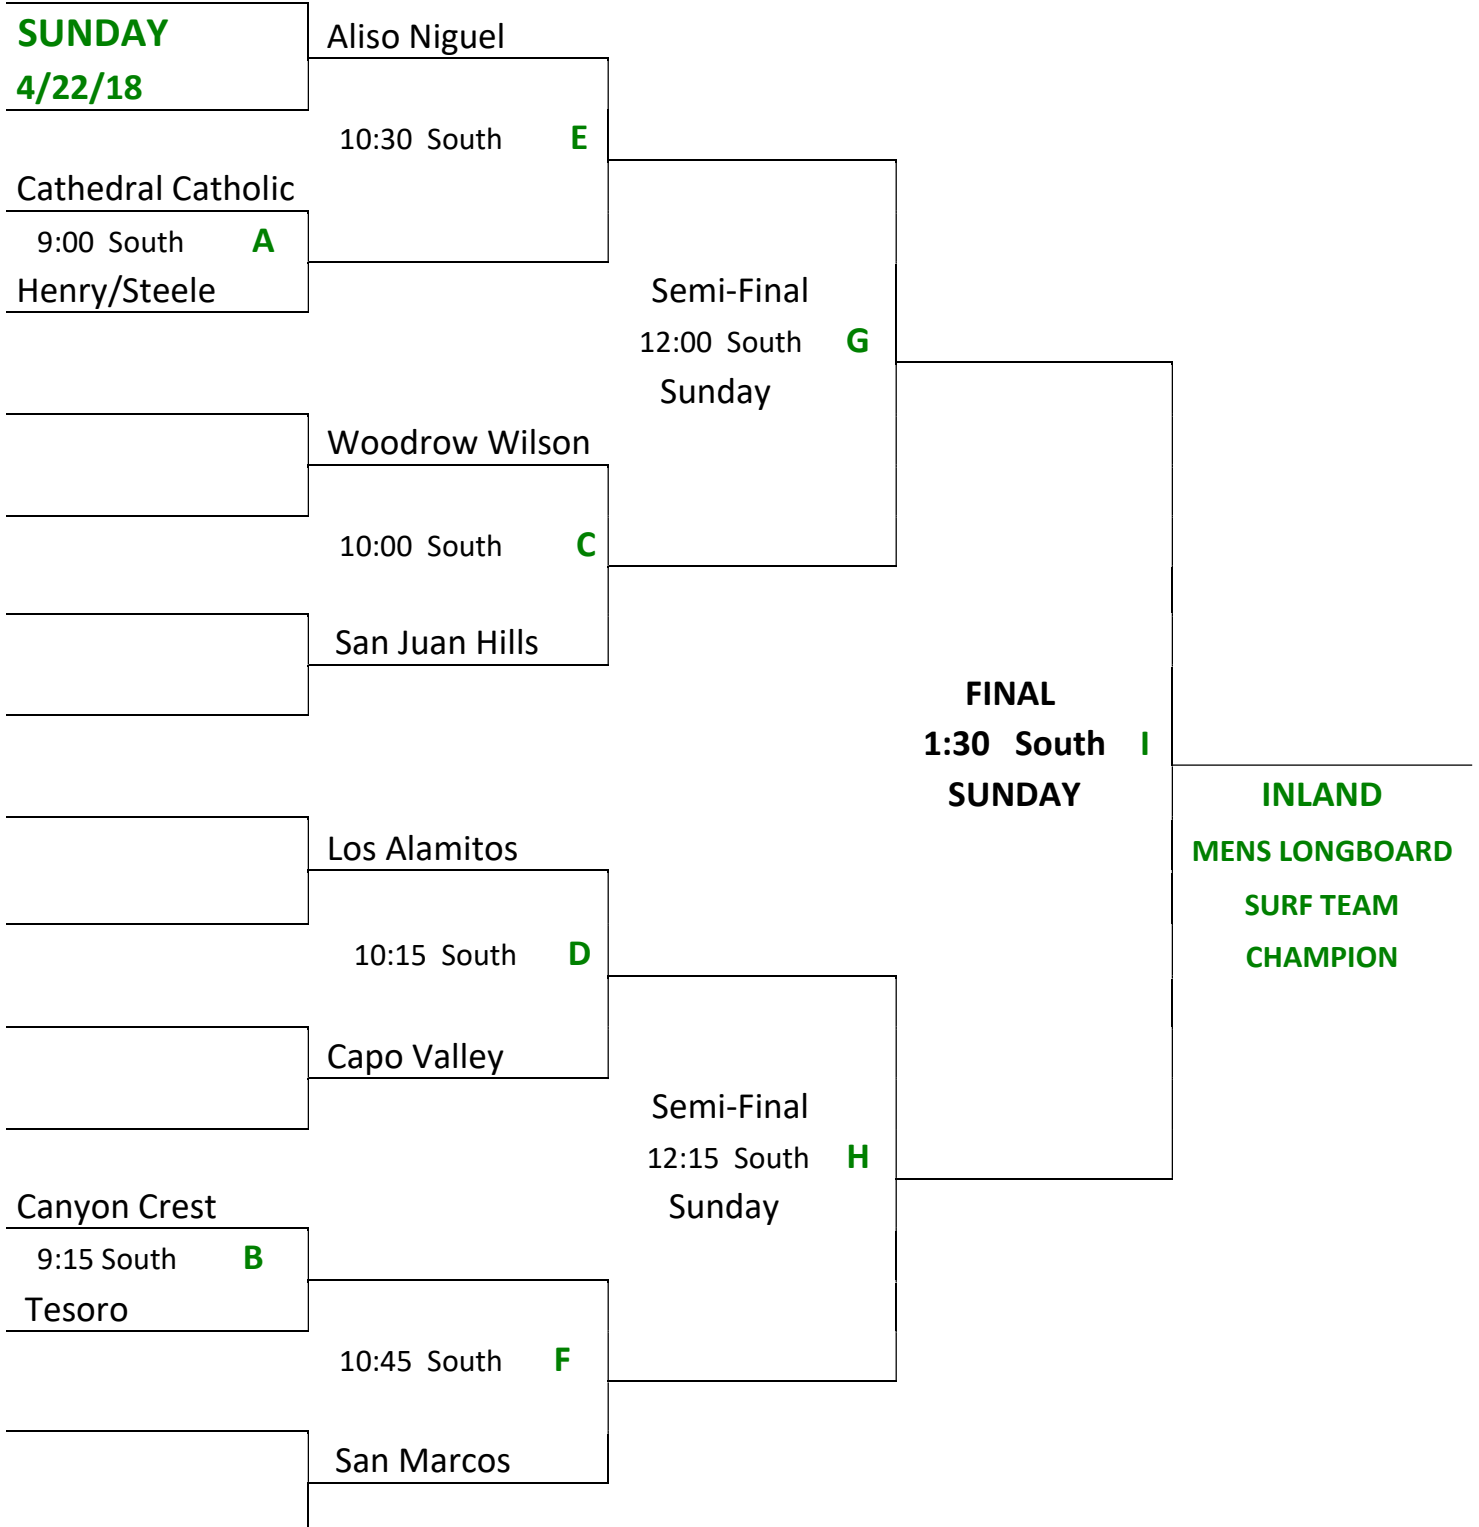 SUNDAY
4/22/18
Aliso Niguel
10:30 South E
Cathedral Catholic
9:00 South A
Henry/Steele
Semi-Final
12:00 South G
Sunday
Woodrow Wilson
10:00 South C
San Juan Hills
FINAL
1:30 South I
SUNDAY
INLAND
MENS LONGBOARD
SURF TEAM
CHAMPION
Los Alamitos
10:15 South D
Capo Valley
Semi-Final
12:15 South H
Sunday
Canyon Crest
9:15 South B
Tesoro
10:45 South F
San Marcos